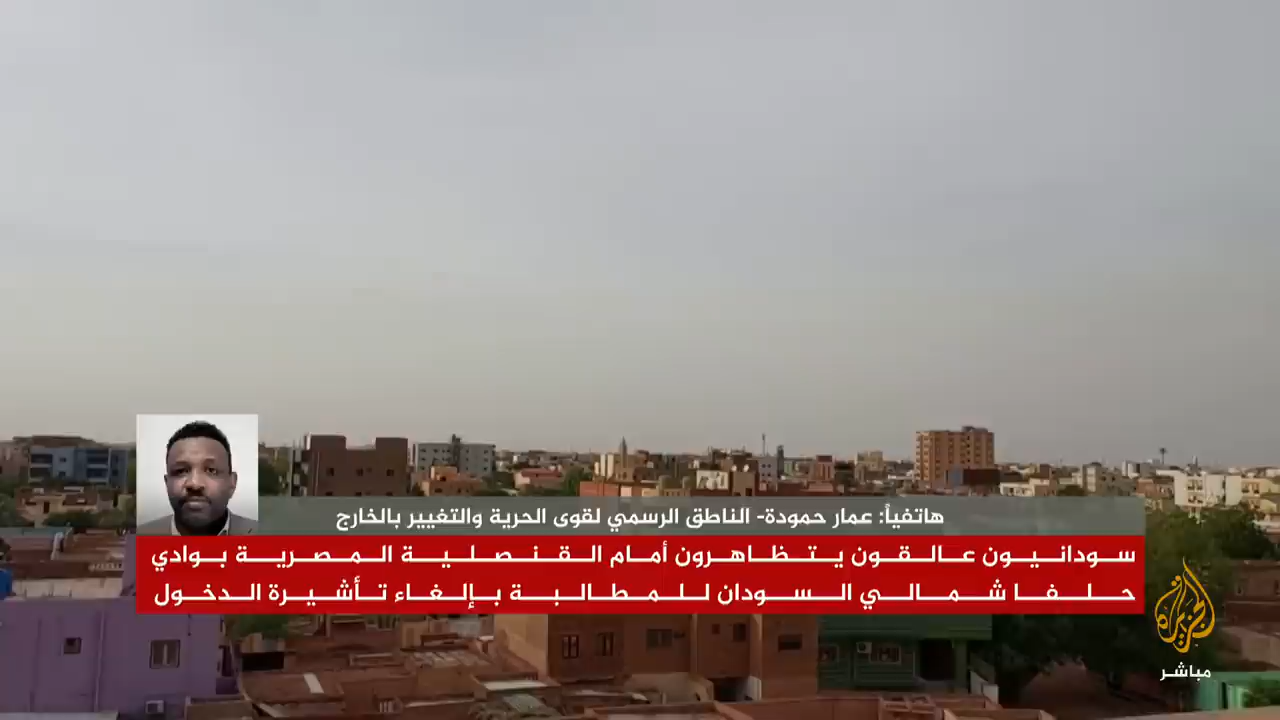 هاتفياً: عمار حمودة- الناطق الرسمي لقوى الحرية والتغيير بالخارج
سودانيون عالقون يتظاهرون أمام القنصلية المصرية بوادي
حلفا شمالي السودان للمطالبة بإلغاء تأشيرة الدخول
الجزيرة
مباشر